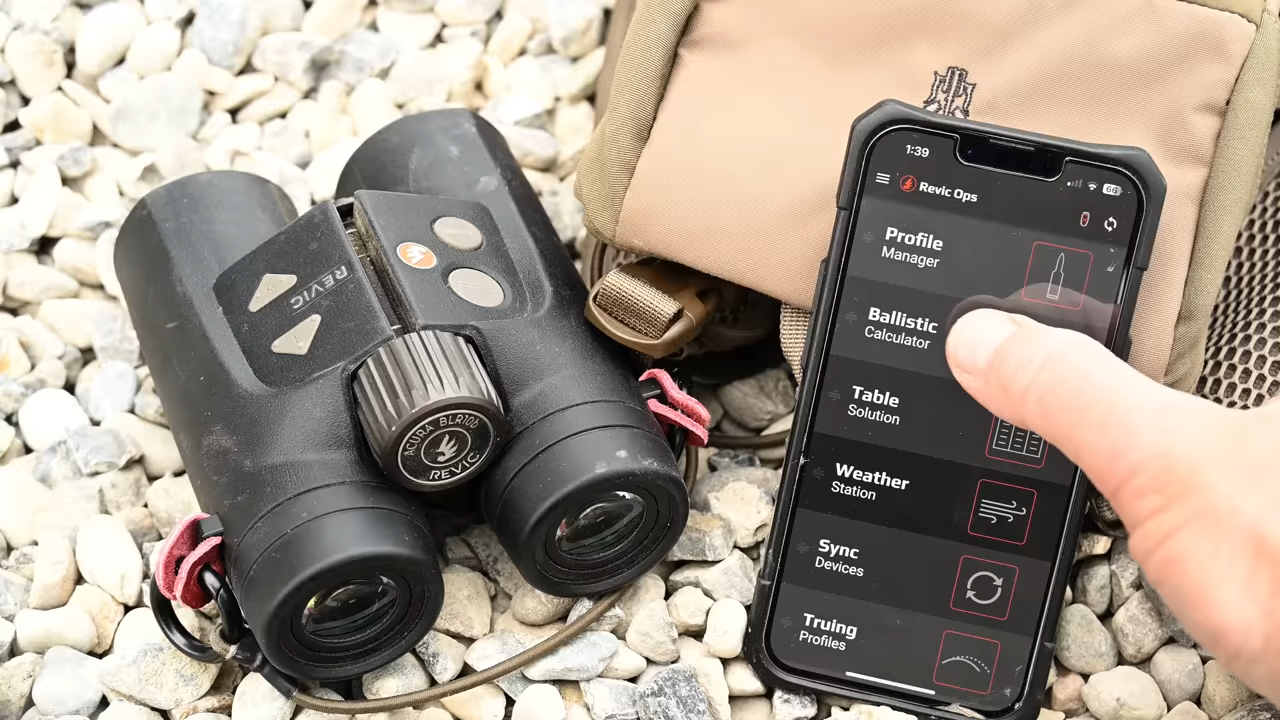 REVIC
ACURA BLR10b
REVIC
1:39
66
Revic Ops
Profile
Manager
Ballistic
Calculator
Table
Solution
Weather
Station
Sync
Devices
Truing
Profiles